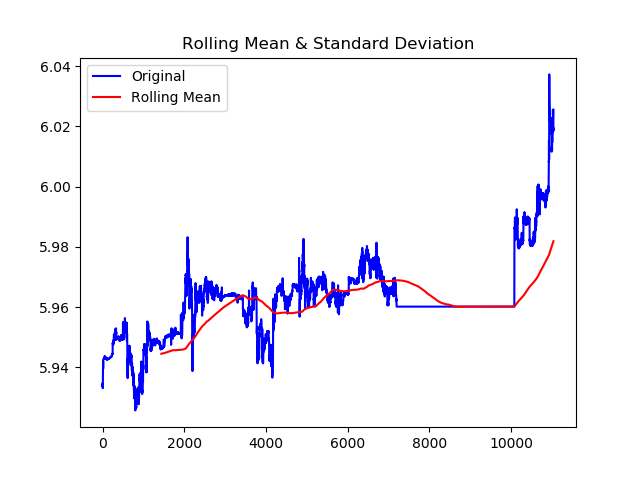 Rolling Mean & Standard Deviation
Original
Rolling Mean
6.04
6.02
6.00
5.98
5.96
5.94
0 2000 4000 6000 8000 10000